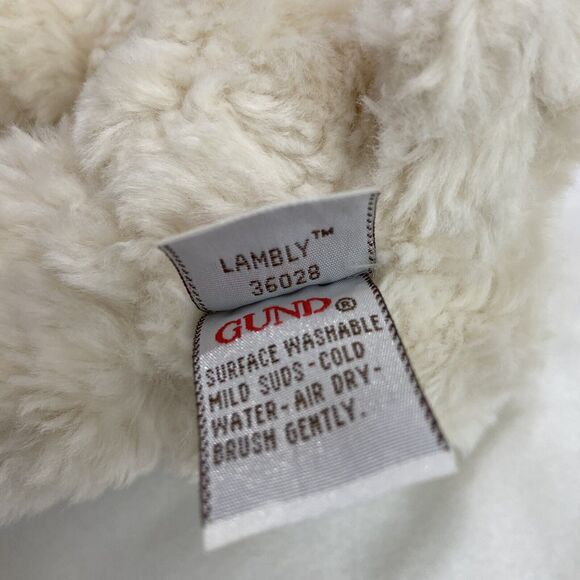 LAMBLY™
36028
GUND®
SURFACE WASHABLE
MILD SUDS-COLD
WATER-AIR DRY-
BRUSH GENTLY.